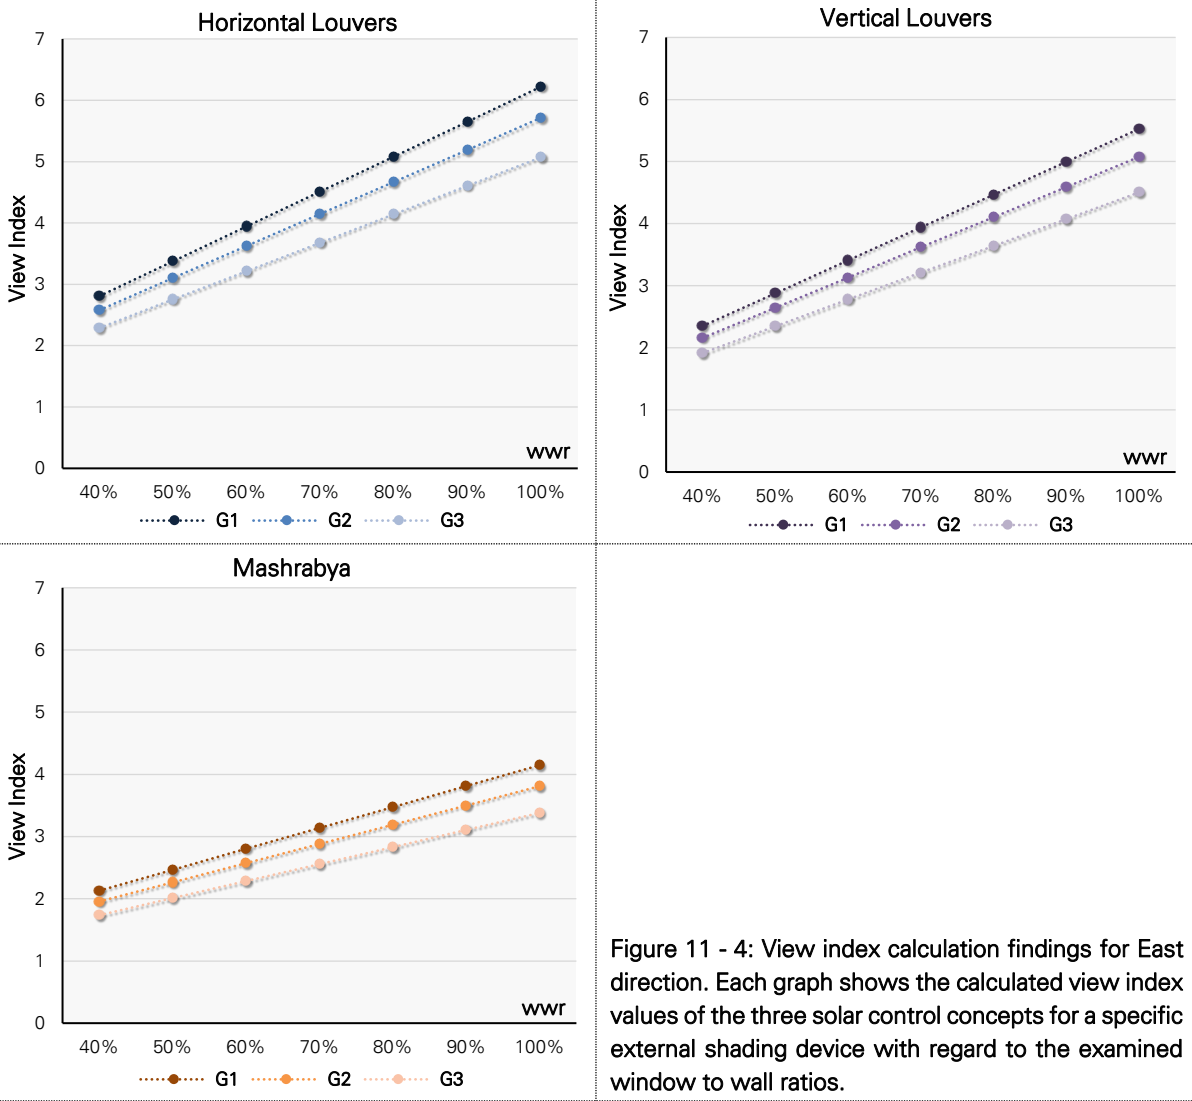 Horizontal Louvers
7
6
5
4
3
2
1
0
View Index
wwr
40% 50% 60% 70% 80% 90% 100%
G1 G2 G3
Vertical Louvers
7
6
5
4
3
2
1
0
View Index
wwr
40% 50% 60% 70% 80% 90% 100%
G1 G2 G3
Mashrabya
7
6
5
4
3
2
1
0
View Index
wwr
40% 50% 60% 70% 80% 90% 100%
G1 G2 G3
Figure 11 - 4: View index calculation findings for East
direction. Each graph shows the calculated view index
values of the three solar control concepts for a specific
external shading device with regard to the examined
window to wall ratios.